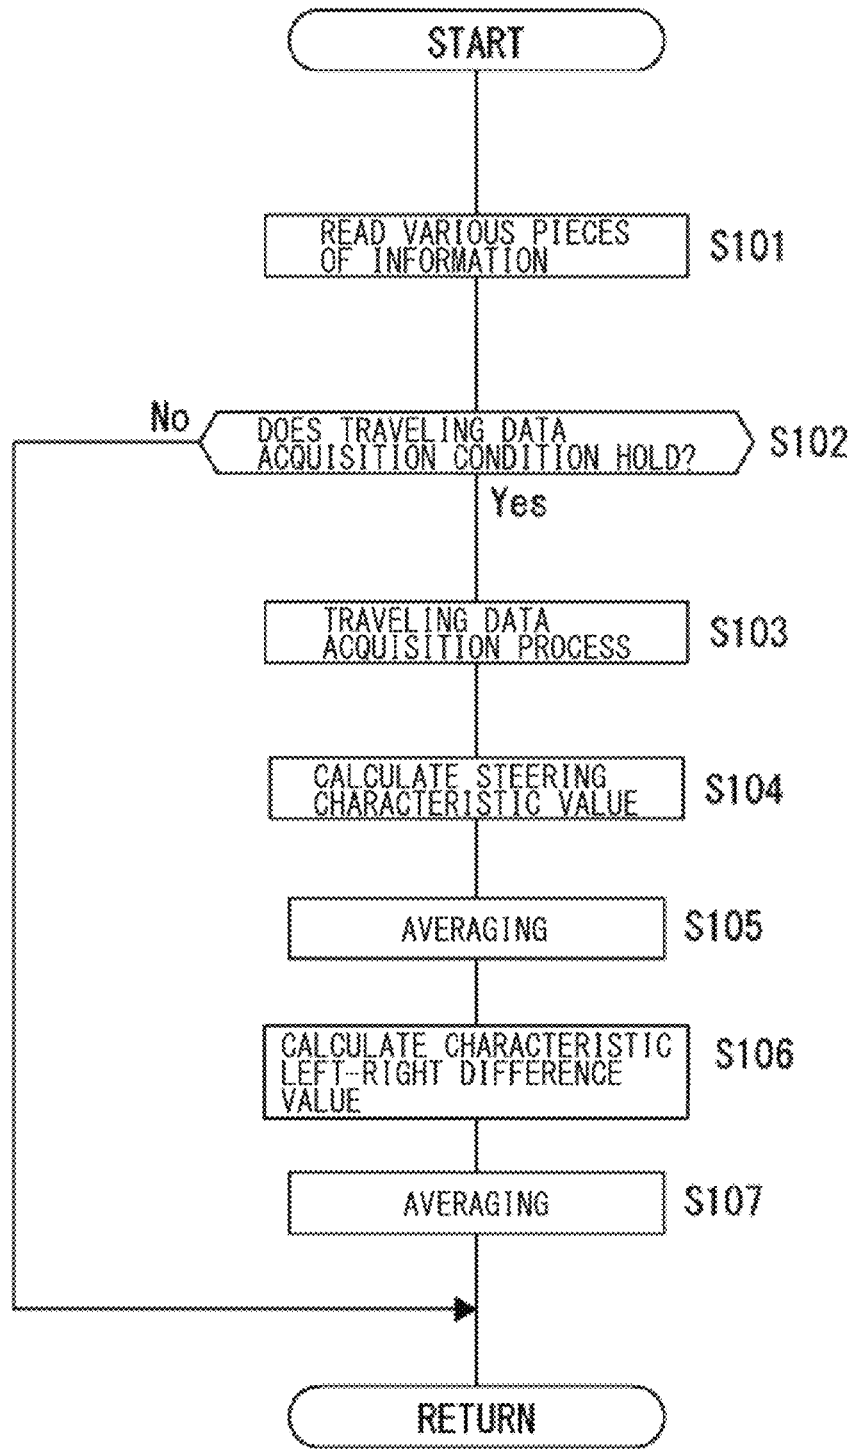 START
READ VARIOUS PIECES
OF INFORMATION
S101
No
DOES TRAVELING DATA
ACQUISITION CONDITION HOLD?
S102
Yes
TRAVELING DATA
ACQUISITION PROCESS
S103
CALCULATE STEERING
CHARACTERISTIC VALUE
S104
AVERAGING
S105
CALCULATE CHARACTERISTIC
LEFT-RIGHT DIFFERENCE
VALUE
S106
AVERAGING
S107
RETURN